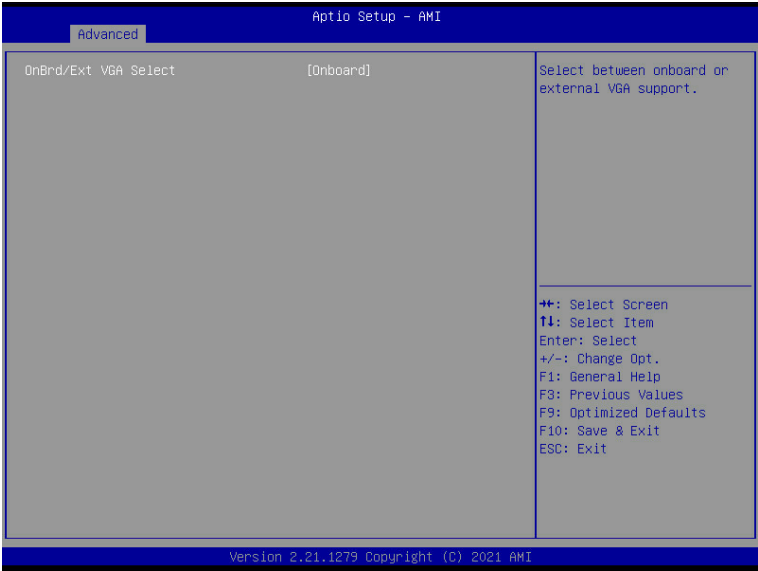 Aptio Setup – AMI
Advanced
OnBrd/Ext VGA Select [Onboard]
Select between onboard or
external VGA support.
→←: Select Screen
↑↓: Select Item
Enter: Select
+/-: Change Opt.
F1: General Help
F3: Previous Values
F9: Optimized Defaults
F10: Save & Exit
ESC: Exit
Version 2.21.1279 Copyright (C) 2021 AMI